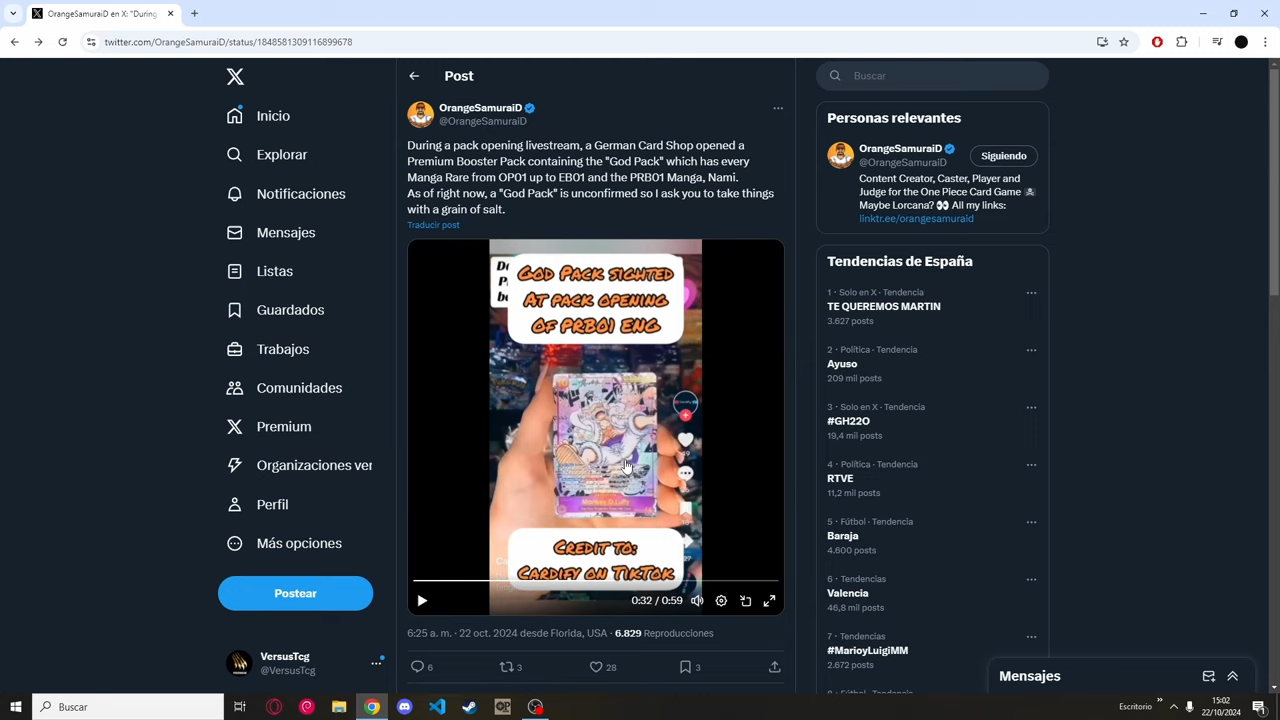 OrangeSamuraiD en X: "During
twitter.com/OrangeSamuraiD/status/1848581309116899678
Inicio
Explorar
Notificaciones
Mensajes
Listas
Guardados
Trabajos
Comunidades
Premium
Organizaciones ver
Perfil
Más opciones
Postear
VersusTcg
@VersusTcg
Post
OrangeSamuraiD
@OrangeSamuraiD
During a pack opening livestream, a German Card Shop opened a
Premium Booster Pack containing the "God Pack" which has every
Manga Rare from OP01 up to EB01 and the PRB01 Manga, Nami.
As of right now, a "God Pack" is unconfirmed so I ask you to take things
with a grain of salt.
Traducir post
God Pack sighted
At pack opening
of PRB01 ENG
Monkey.D.Luffy
Credit to:
Cardify on TikTok
0:32 / 0:59
6:25 a. m. · 22 oct. 2024 desde Florida, USA · 6.829 Reproducciones
6
3
28
3
Buscar
Personas relevantes
OrangeSamuraiD
@OrangeSamuraiD
Siguiendo
Content Creator, Caster, Player and
Judge for the One Piece Card Game
Maybe Lorcana? All my links:
linktr.ee/orangesamuraid
Tendencias de España
1 · Solo en X · Tendencia
TE QUEREMOS MARTIN
3.627 posts
2 · Política · Tendencia
Ayuso
209 mil posts
3 · Solo en X · Tendencia
#GH22O
19,4 mil posts
4 · Política · Tendencia
RTVE
11,2 mil posts
5 · Fútbol · Tendencia
Baraja
4.600 posts
6 · Tendencias
Valencia
46,8 mil posts
7 · Tendencias
#MarioyLuigiMM
2.672 posts
Mensajes
Buscar
Escritorio
15:02
22/10/2024